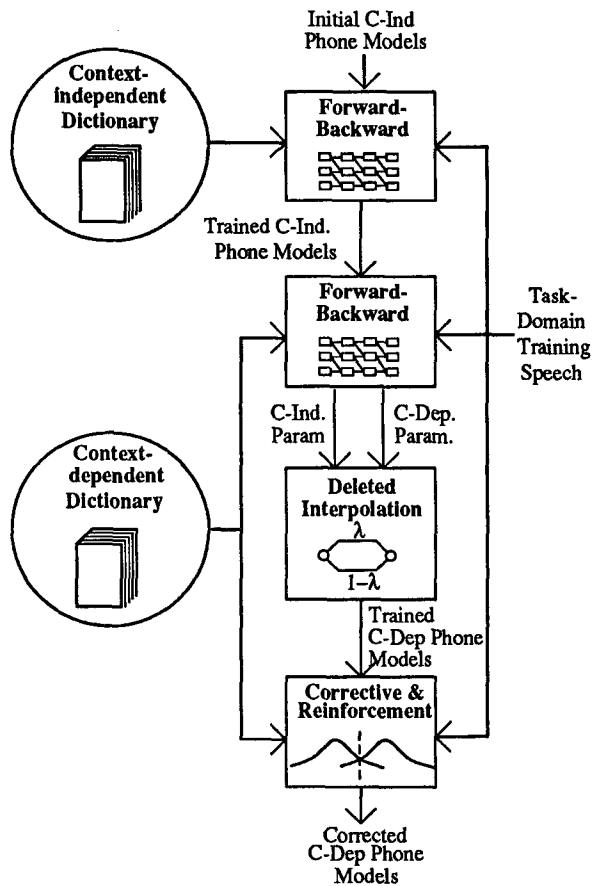 Initial C-Ind
Phone Models
Context-
independent
Dictionary
Forward-
Backward
Trained C-Ind.
Phone Models
Forward-
Backward
Task-
Domain
Training
Speech
C-Ind.
Param
C-Dep.
Param.
Context-
dependent
Dictionary
Deleted
Interpolation
λ
1-λ
Trained
C-Dep Phone
Models
Corrective &
Reinforcement
Corrected
C-Dep Phone
Models